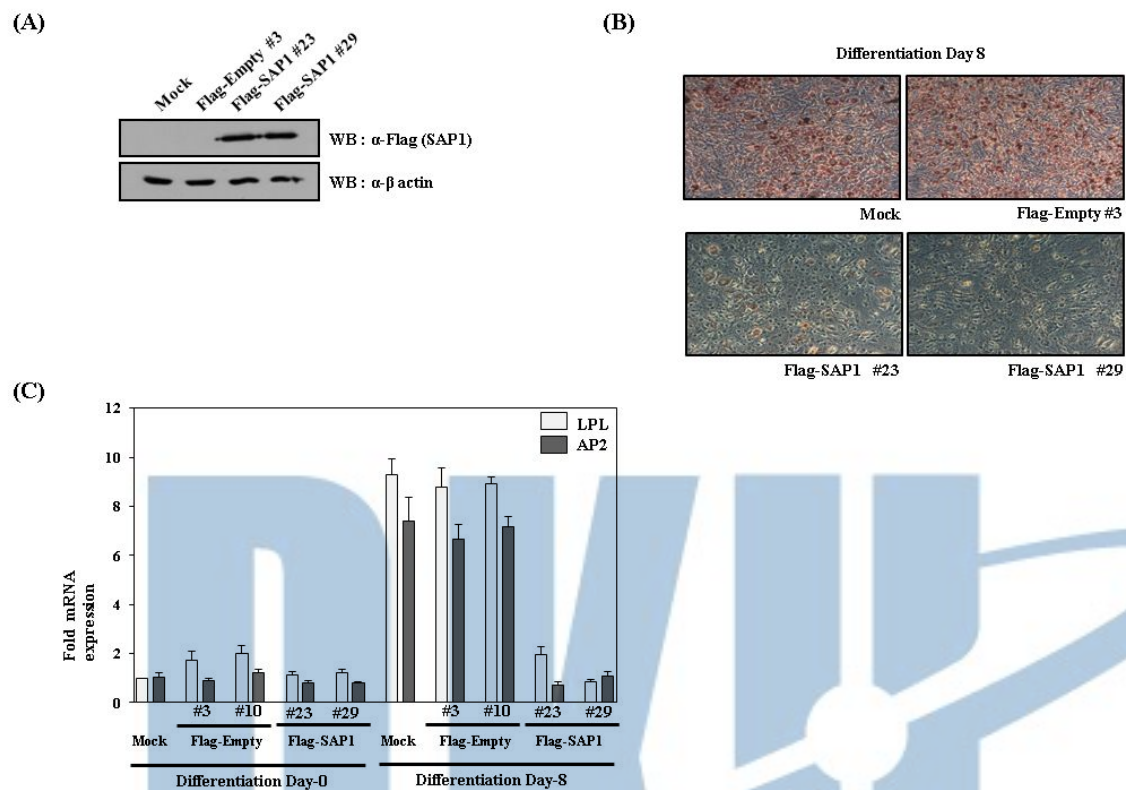 (A)
Mock
Flag-Empty #3
Flag-SAP1 #23
Flag-SAP1 #29
WB : α-Flag (SAP1)
WB : α-β actin
(B)
Differentiation Day 8
Mock
Flag-Empty #3
Flag-SAP1 #23
Flag-SAP1 #29
(C)
Fold mRNA
expression
12
10
8
6
4
2
0
LPL
AP2
#3 #10 #23 #29 #3 #10 #23 #29
Mock Flag-Empty Flag-SAP1 Mock Flag-Empty Flag-SAP1
Differentiation Day-0 Differentiation Day-8
DKU